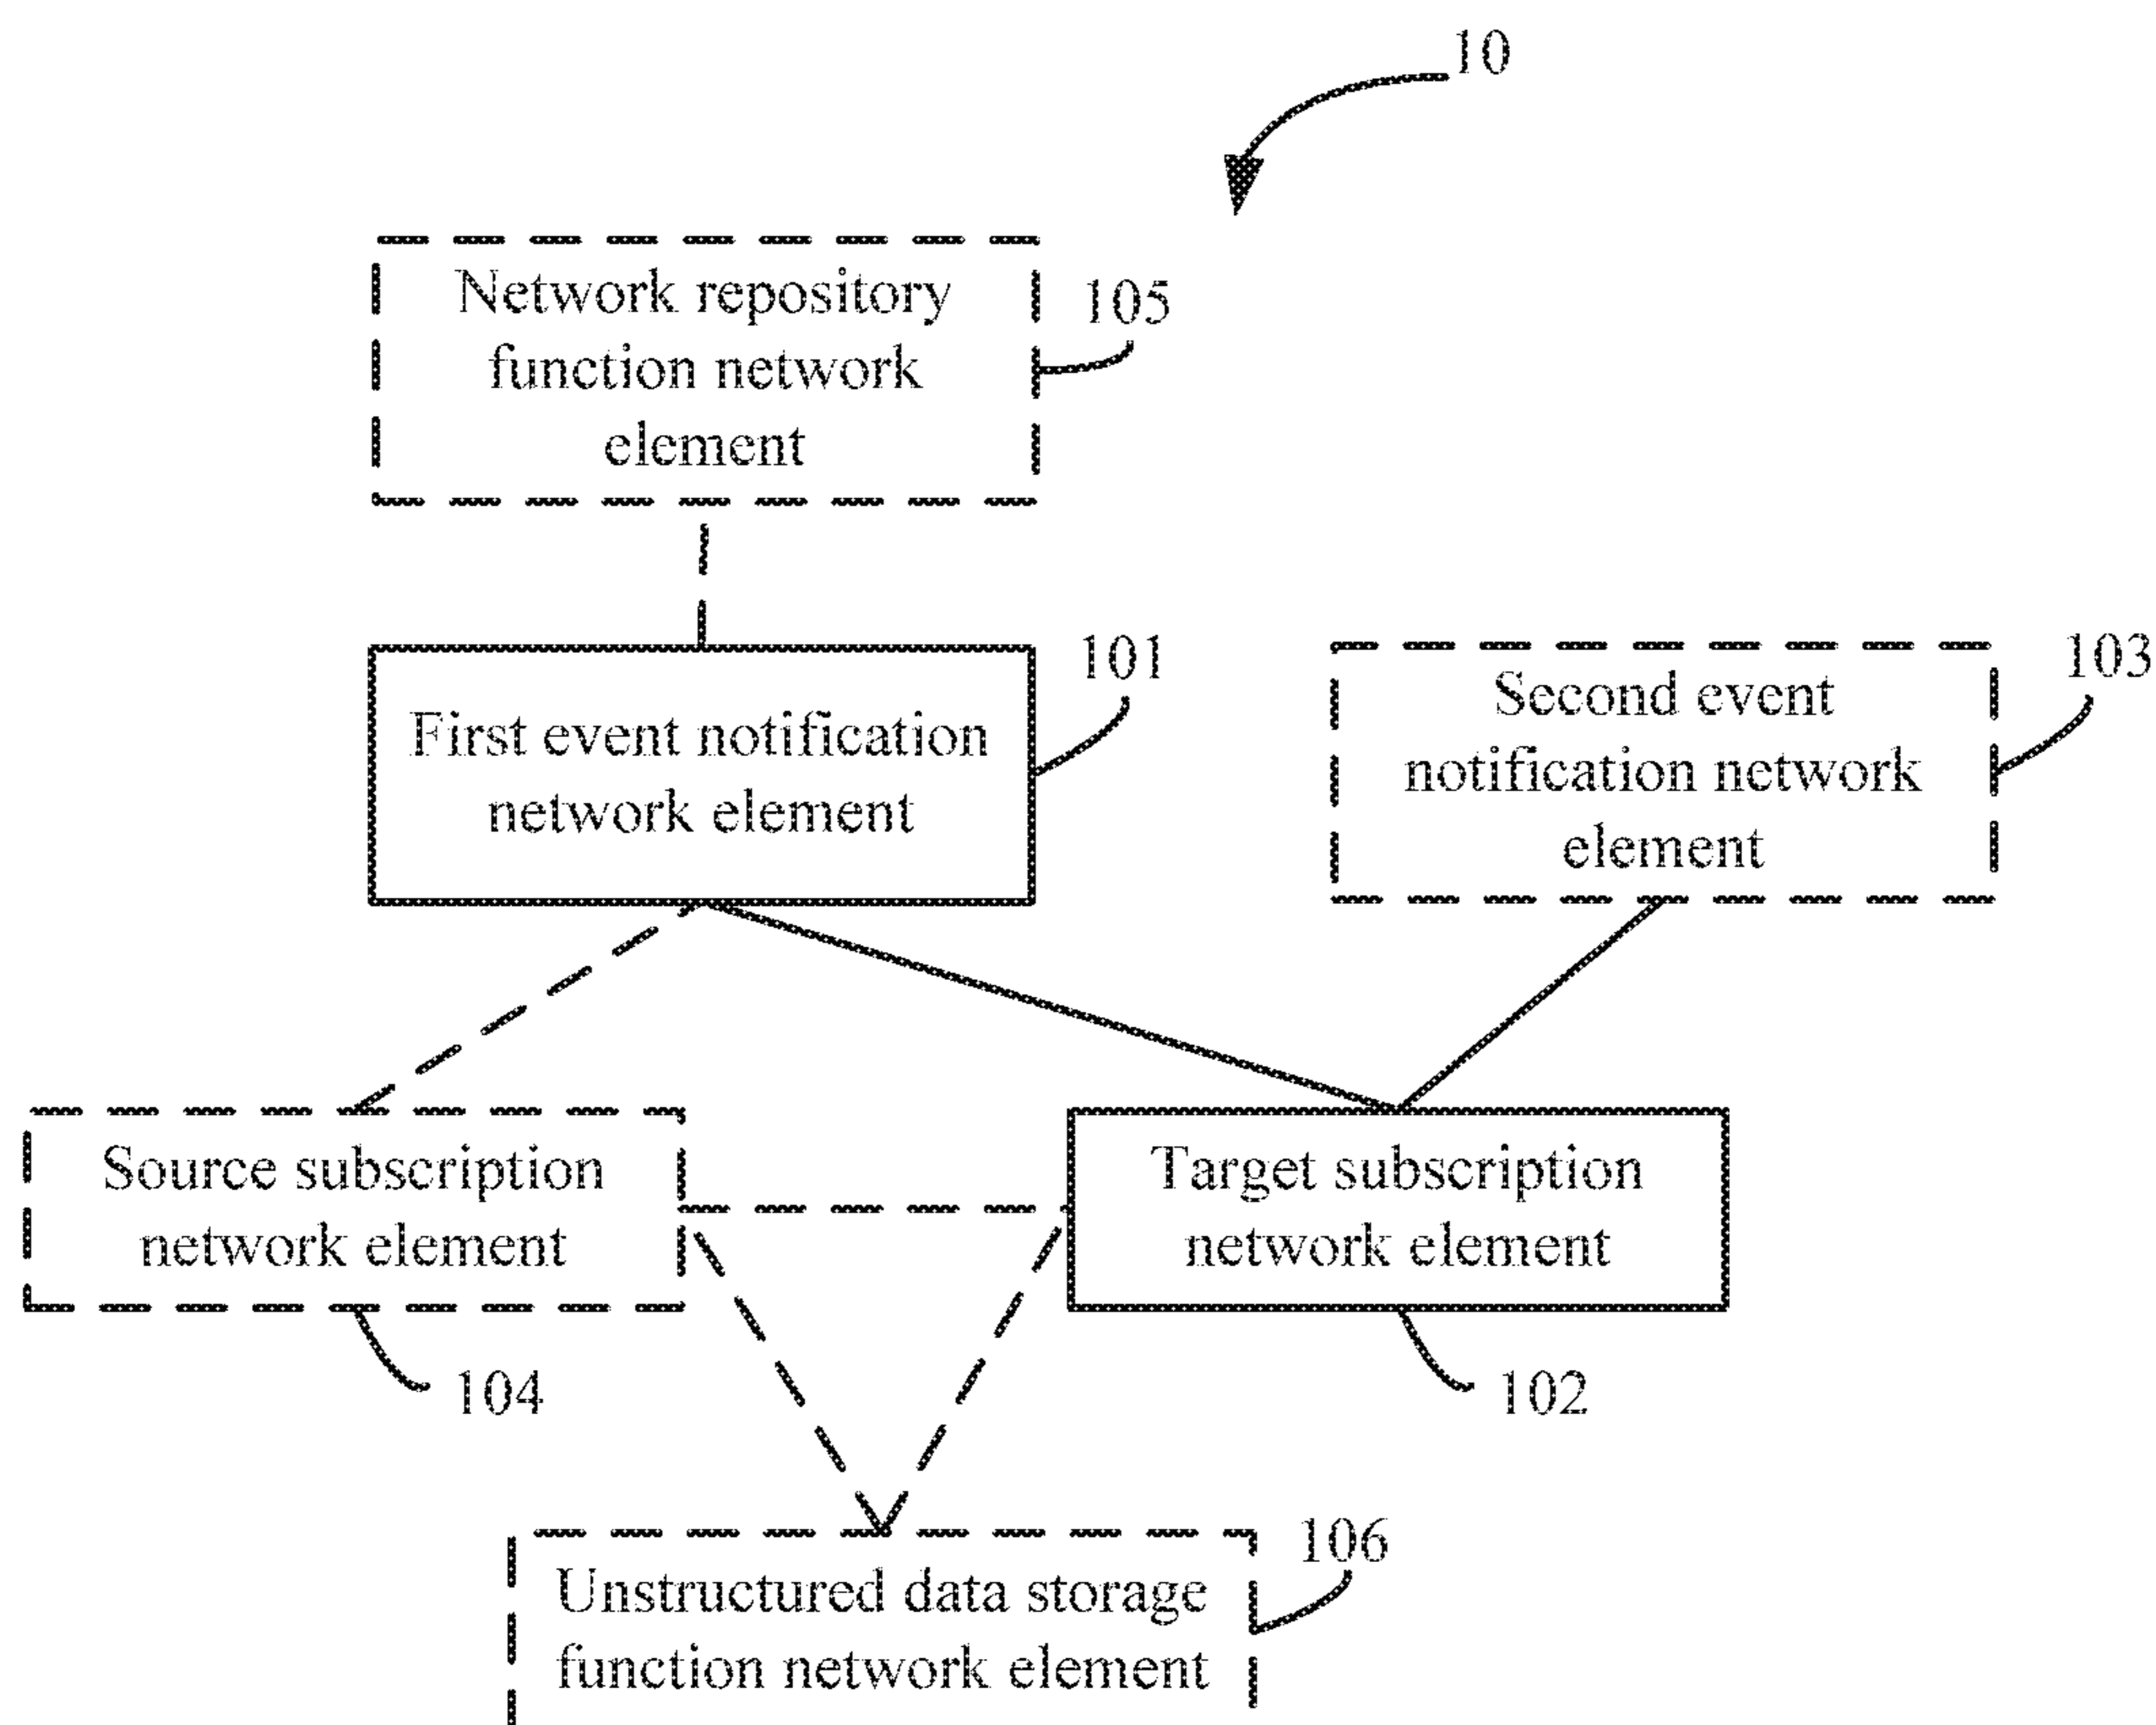 10
Network repository
function network
element
105
First event notification
network element
101
Second event
notification network
element
103
Source subscription
network element
104
Target subscription
network element
102
Unstructured data storage
function network element
106